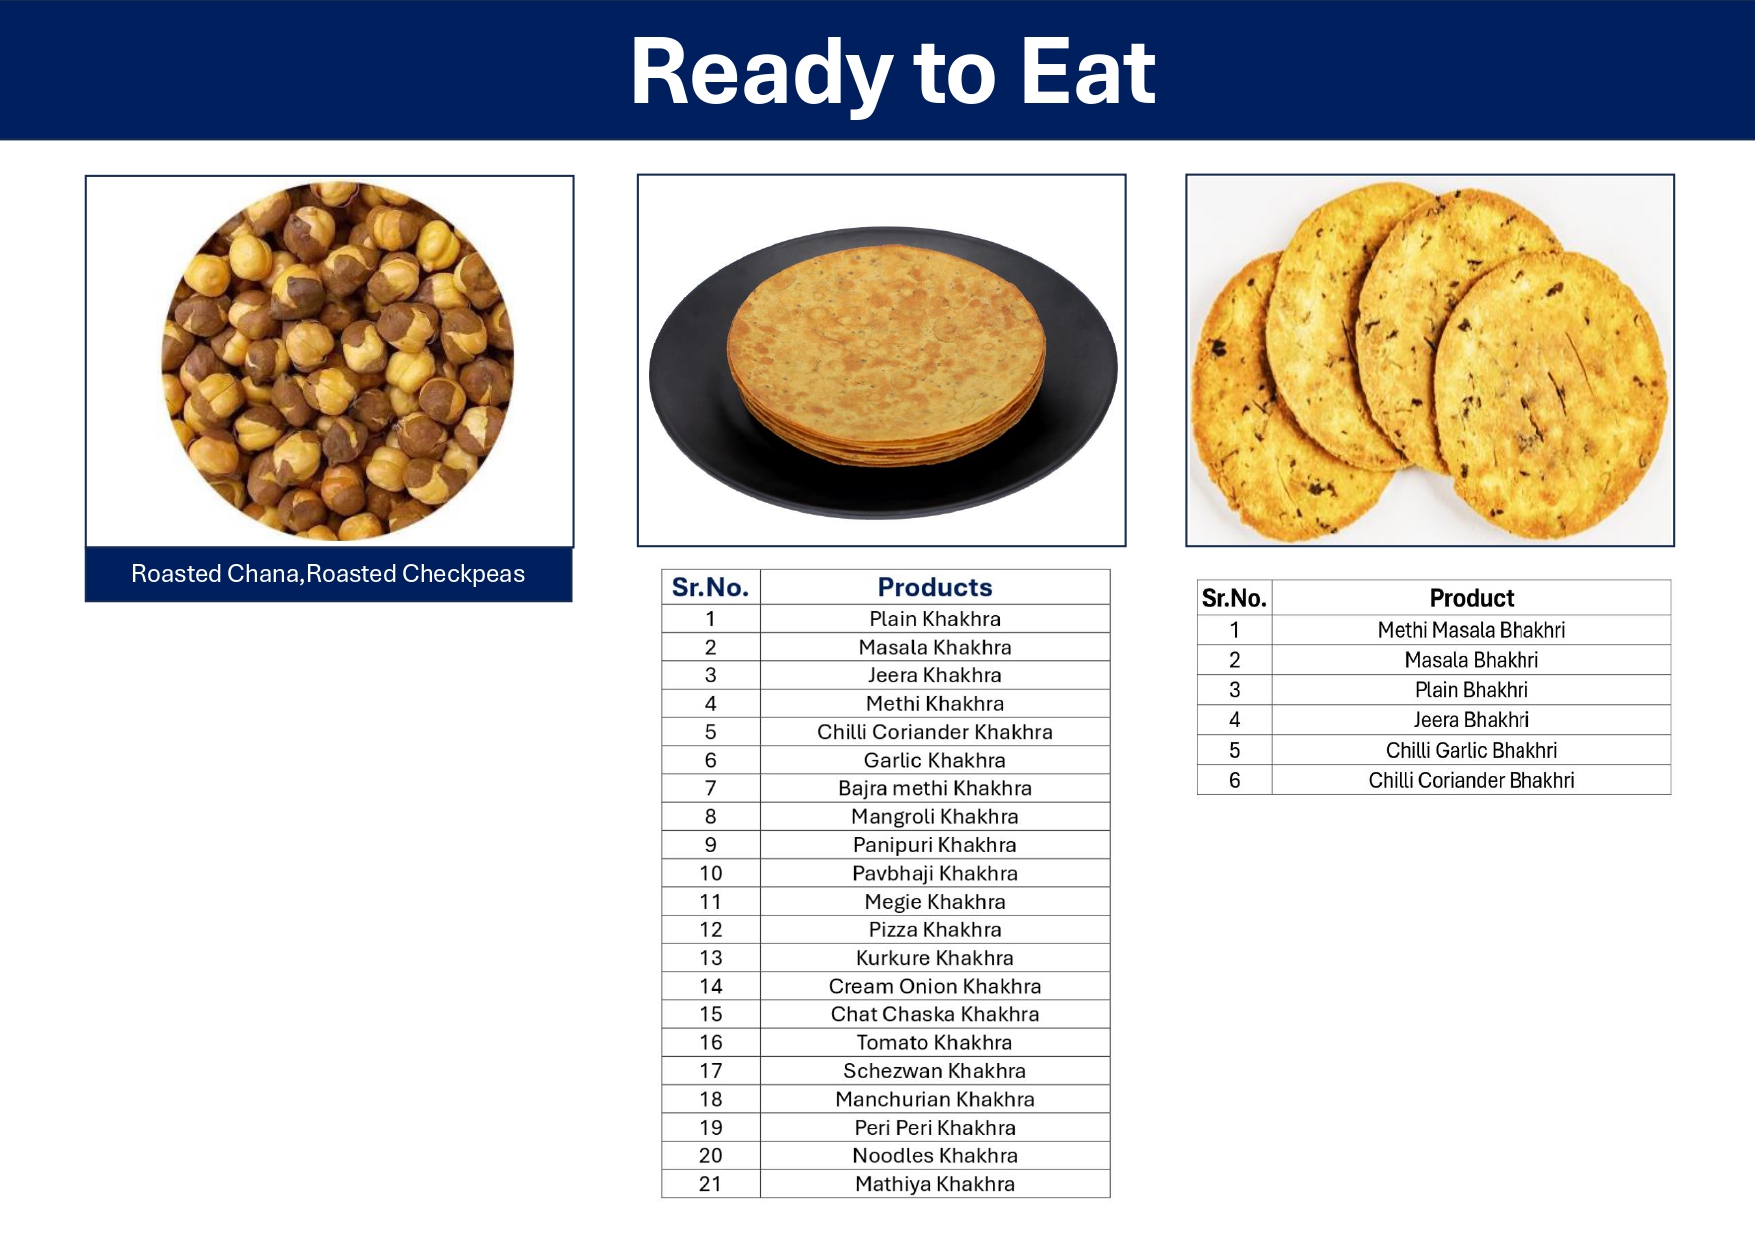 Ready to Eat
Roasted Chana,Roasted Checkpeas
Sr.No. Products
1 Plain Khakhra
2 Masala Khakhra
3 Jeera Khakhra
4 Methi Khakhra
5 Chilli Coriander Khakhra
6 Garlic Khakhra
7 Bajra methi Khakhra
8 Mangroli Khakhra
9 Panipuri Khakhra
10 Pavbhaji Khakhra
11 Megie Khakhra
12 Pizza Khakhra
13 Kurkure Khakhra
14 Cream Onion Khakhra
15 Chat Chaska Khakhra
16 Tomato Khakhra
17 Schezwan Khakhra
18 Manchurian Khakhra
19 Peri Peri Khakhra
20 Noodles Khakhra
21 Mathiya Khakhra
Sr.No. Product
1 Methi Masala Bhakhri
2 Masala Bhakhri
3 Plain Bhakhri
4 Jeera Bhakhri
5 Chilli Garlic Bhakhri
6 Chilli Coriander Bhakhri